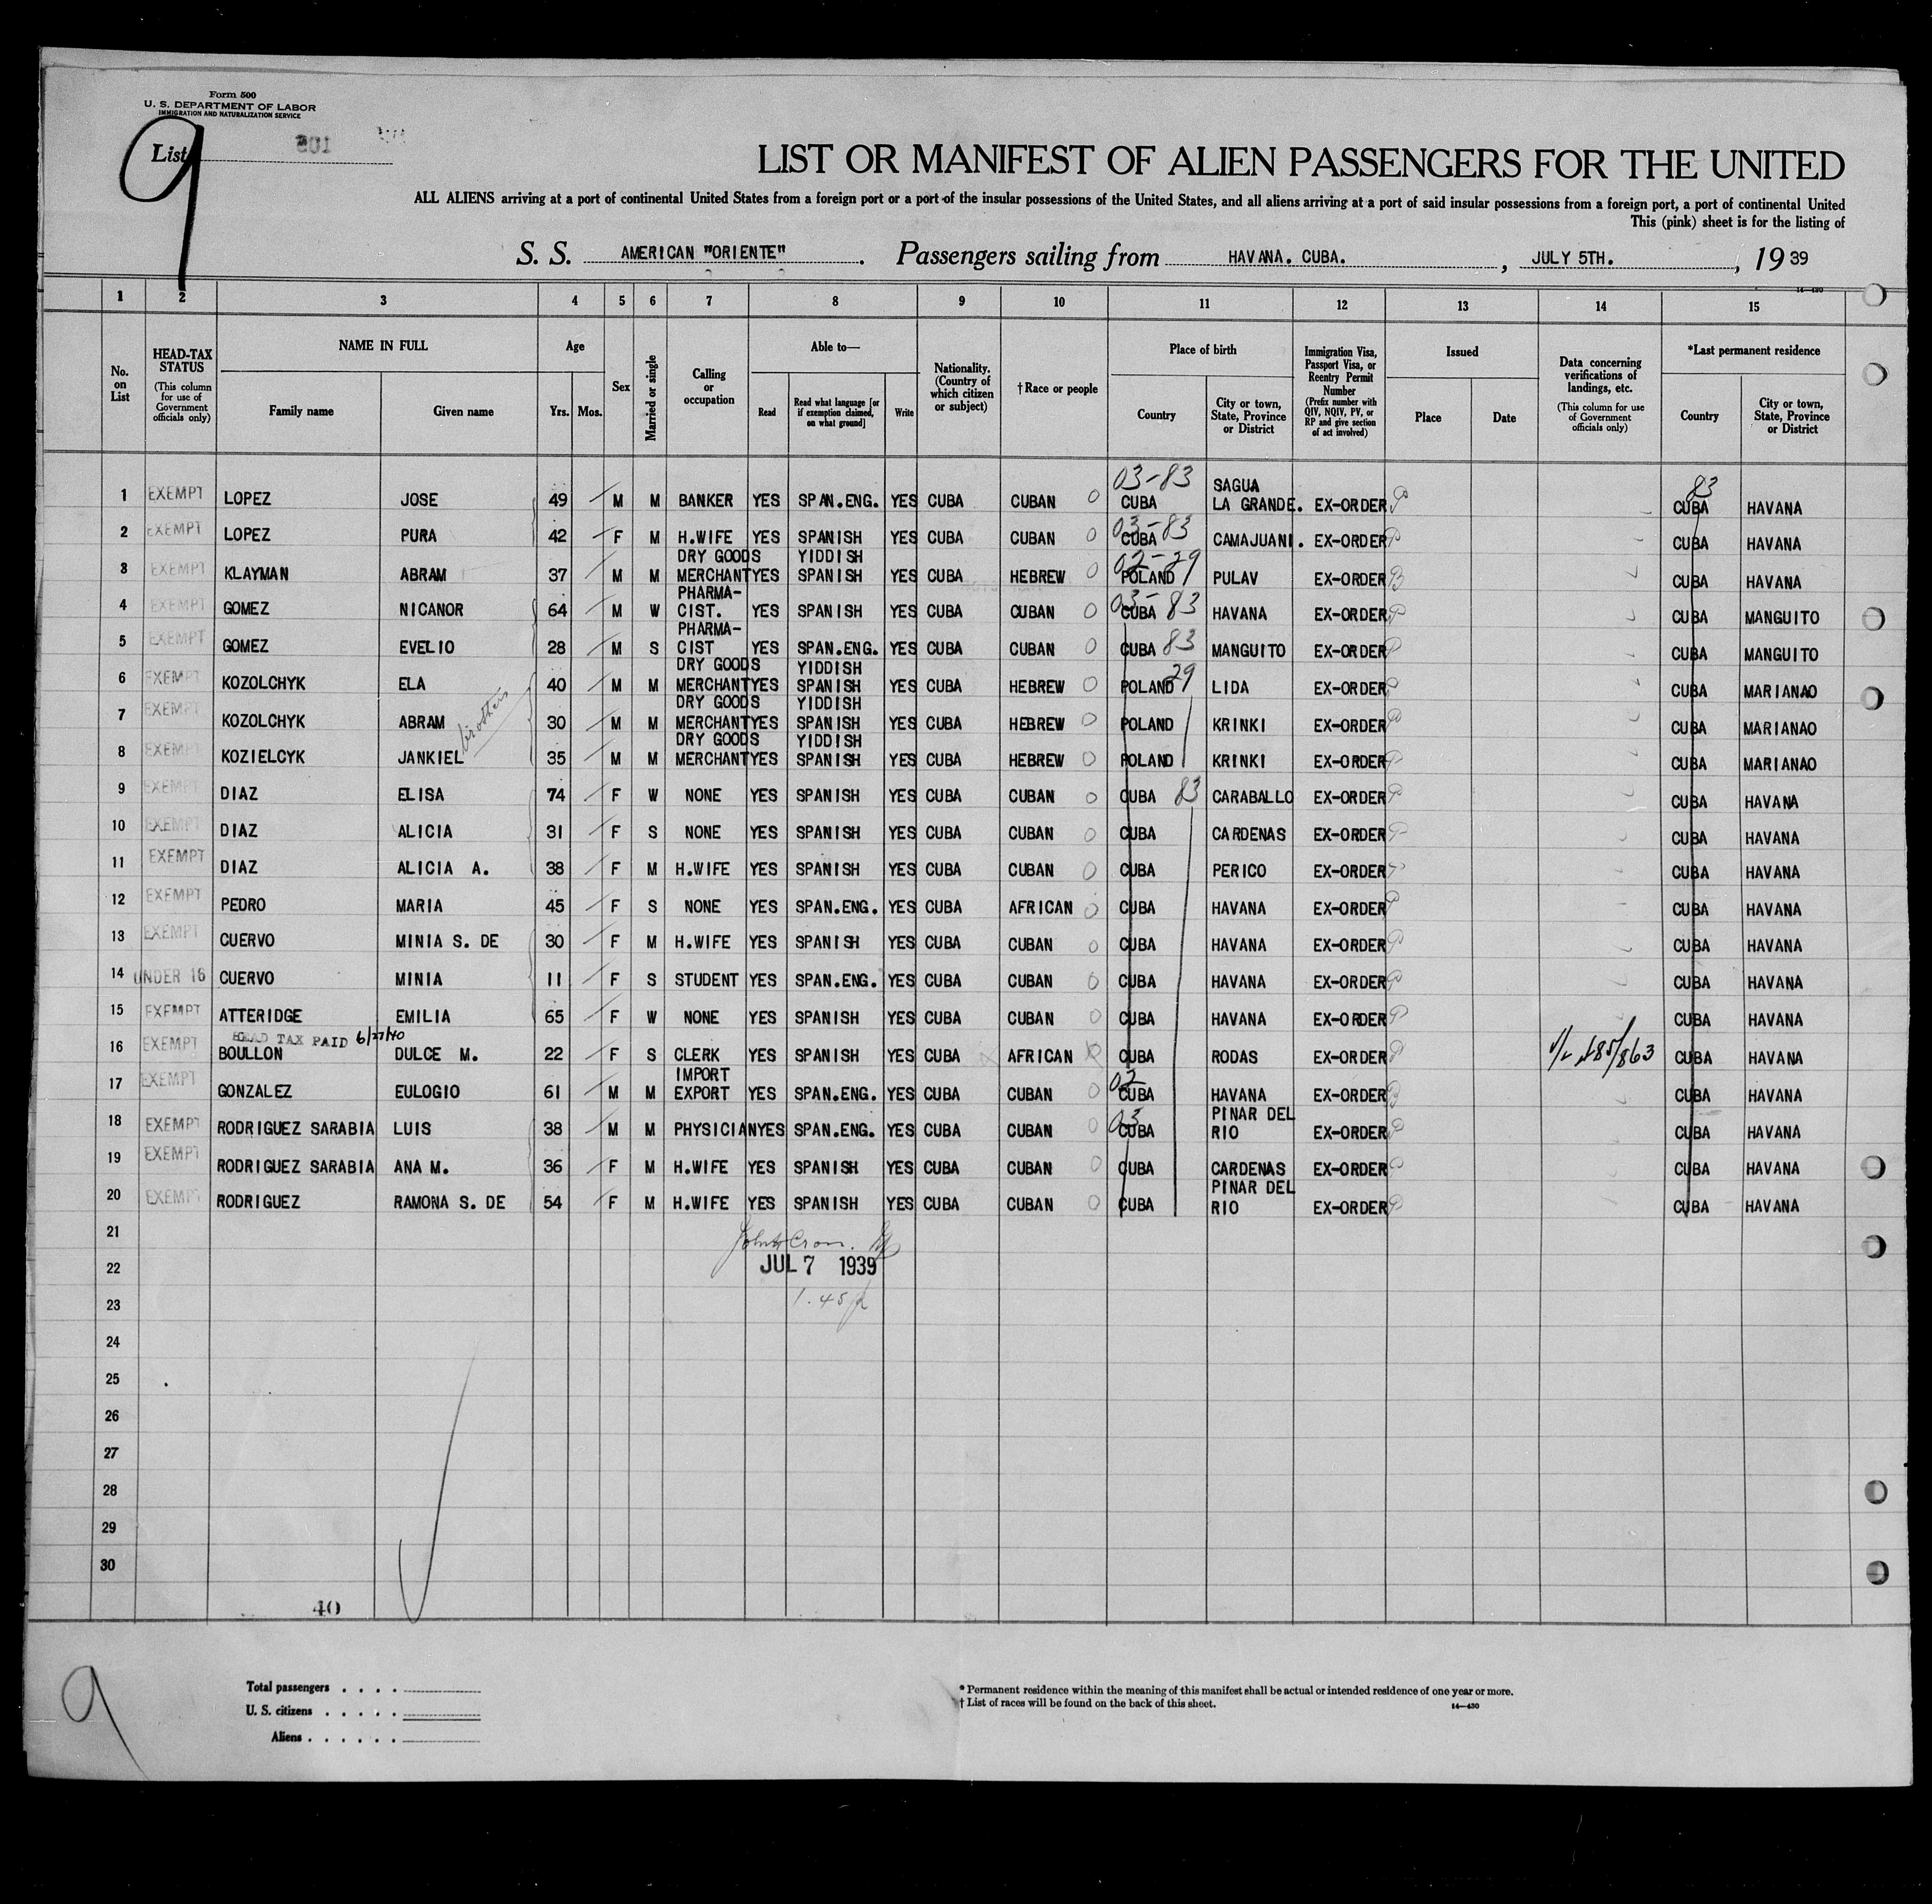 Form 500
U. S. DEPARTMENT OF LABOR
IMMIGRATION AND NATURALIZATION SERVICE
List 9
LIST OR MANIFEST OF ALIEN PASSENGERS FOR THE UNITED
ALL ALIENS arriving at a port of continental United States from a foreign port or a port of the insular possessions of the United States, and all aliens arriving at a port of said insular possessions from a foreign port, a port of continental United
This (pink) sheet is for the listing of
S. S. AMERICAN "ORIENTE". Passengers sailing from HAVANA. CUBA. , JULY 5TH. , 19 39
14—430
1 2 3 4 5 6 7 8 9 10 11 12 13 14 15
No. on List
HEAD-TAX STATUS (This column for use of Government officials only)
NAME IN FULL Family name Given name
Age Yrs. Mos.
Sex
Married or single
Calling or occupation
Able to— Read Read what language [or if exemption claimed, on what ground] Write
Nationality. (Country of which citizen or subject)
† Race or people
Place of birth Country City or town, State, Province or District
Immigration Visa, Passport Visa, or Reentry Permit Number (Prefix number with QIV, NQIV, PV, or RP and give section of act involved)
Issued Place Date
Data concerning verifications of landings, etc. (This column for use of Government officials only)
*Last permanent residence Country City or town, State, Province or District
1 EXEMPT LOPEZ JOSE 49 M M BANKER YES SPAN.ENG. YES CUBA CUBAN 03-83 CUBA SAGUA LA GRANDE. EX-ORDER 83 CUBA HAVANA
2 EXEMPT LOPEZ PURA 42 F M H.WIFE YES SPANISH YES CUBA CUBAN 03-83 CUBA CAMAJUANI. EX-ORDER CUBA HAVANA
3 EXEMPT KLAYMAN ABRAM 37 M M DRY GOODS MERCHANT YES YIDDISH SPANISH YES CUBA HEBREW 02-29 POLAND PULAV EX-ORDER CUBA HAVANA
4 EXEMPT GOMEZ NICANOR 64 M W PHARMA-CIST. YES SPANISH YES CUBA CUBAN 03-83 CUBA HAVANA EX-ORDER CUBA MANGUITO
5 EXEMPT GOMEZ EVELIO 28 M S PHARMA-CIST YES SPAN.ENG. YES CUBA CUBAN CUBA 83 MANGUITO EX-ORDER CUBA MANGUITO
6 EXEMPT KOZOLCHYK ELA 40 M M DRY GOODS MERCHANT YES YIDDISH SPANISH YES CUBA HEBREW POLAND 29 LIDA EX-ORDER CUBA MARIANAO
7 EXEMPT KOZOLCHYK ABRAM brothers 30 M M DRY GOODS MERCHANT YES YIDDISH SPANISH YES CUBA HEBREW POLAND KRINKI EX-ORDER CUBA MARIANAO
8 EXEMPT KOZIELCYK JANKIEL 35 M M DRY GOODS MERCHANT YES YIDDISH SPANISH YES CUBA HEBREW POLAND KRINKI EX-ORDER CUBA MARIANAO
9 EXEMPT DIAZ ELISA 74 F W NONE YES SPANISH YES CUBA CUBAN CUBA 83 CARABALLO EX-ORDER CUBA HAVANA
10 EXEMPT DIAZ ALICIA 31 F S NONE YES SPANISH YES CUBA CUBAN CUBA CARDENAS EX-ORDER CUBA HAVANA
11 EXEMPT DIAZ ALICIA A. 38 F M H.WIFE YES SPANISH YES CUBA CUBAN CUBA PERICO EX-ORDER CUBA HAVANA
12 EXEMPT PEDRO MARIA 45 F S NONE YES SPAN.ENG. YES CUBA AFRICAN CUBA HAVANA EX-ORDER CUBA HAVANA
13 EXEMPT CUERVO MINIA S. DE 30 F M H.WIFE YES SPANISH YES CUBA CUBAN CUBA HAVANA EX-ORDER CUBA HAVANA
14 UNDER 16 CUERVO MINIA 11 F S STUDENT YES SPAN.ENG. YES CUBA CUBAN CUBA HAVANA EX-ORDER CUBA HAVANA
15 EXEMPT ATTERIDGE EMILIA 65 F W NONE YES SPANISH YES CUBA CUBAN CUBA HAVANA EX-ORDER CUBA HAVANA
HEAD TAX PAID 6/27/40
16 EXEMPT BOULLON DULCE M. 22 F S CLERK YES SPANISH YES CUBA AFRICAN CUBA RODAS EX-ORDER CUBA HAVANA
17 EXEMPT GONZALEZ EULOGIO 61 M M IMPORT EXPORT YES SPAN.ENG. YES CUBA CUBAN 02 CUBA HAVANA EX-ORDER CUBA HAVANA
18 EXEMPT RODRIGUEZ SARABIA LUIS 38 M M PHYSICIAN YES SPAN.ENG. YES CUBA CUBAN 03 CUBA PINAR DEL RIO EX-ORDER CUBA HAVANA
19 EXEMPT RODRIGUEZ SARABIA ANA M. 36 F M H.WIFE YES SPANISH YES CUBA CUBAN CUBA CARDENAS EX-ORDER CUBA HAVANA
20 EXEMPT RODRIGUEZ RAMONA S. DE 54 F M H.WIFE YES SPANISH YES CUBA CUBAN CUBA PINAR DEL RIO EX-ORDER CUBA HAVANA
21
22 JUL 7 1939
23 1.45
24
25
26
27
28
29
30
40
9
Total passengers . . . .
U. S. citizens . . . . .
Aliens . . . . . .
* Permanent residence within the meaning of this manifest shall be actual or intended residence of one year or more.
† List of races will be found on the back of this sheet.
14—430